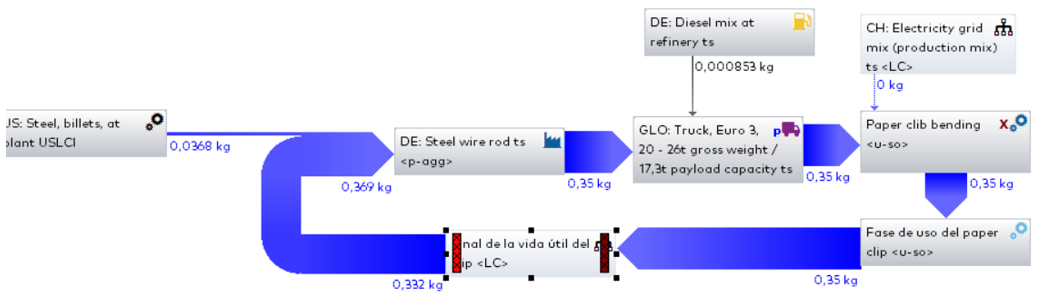 DE: Diesel mix at
refinery ts
0,000853 kg
CH: Electricity grid
mix (production mix)
ts <LC>
0 kg
JS: Steel, billets, at
plant USLCI
0,0368 kg
DE: Steel wire rod ts
<p-agg>
0,369 kg
0,35 kg
GLO: Truck, Euro 3,
20 - 26t gross weight /
17,3t payload capacity ts
p
0,35 kg
Paper clib bending
<u-so>
X
0,35 kg
Fase de uso del paper
clip <u-so>
0,35 kg
nal de la vida útil del
ip <LC>
0,332 kg